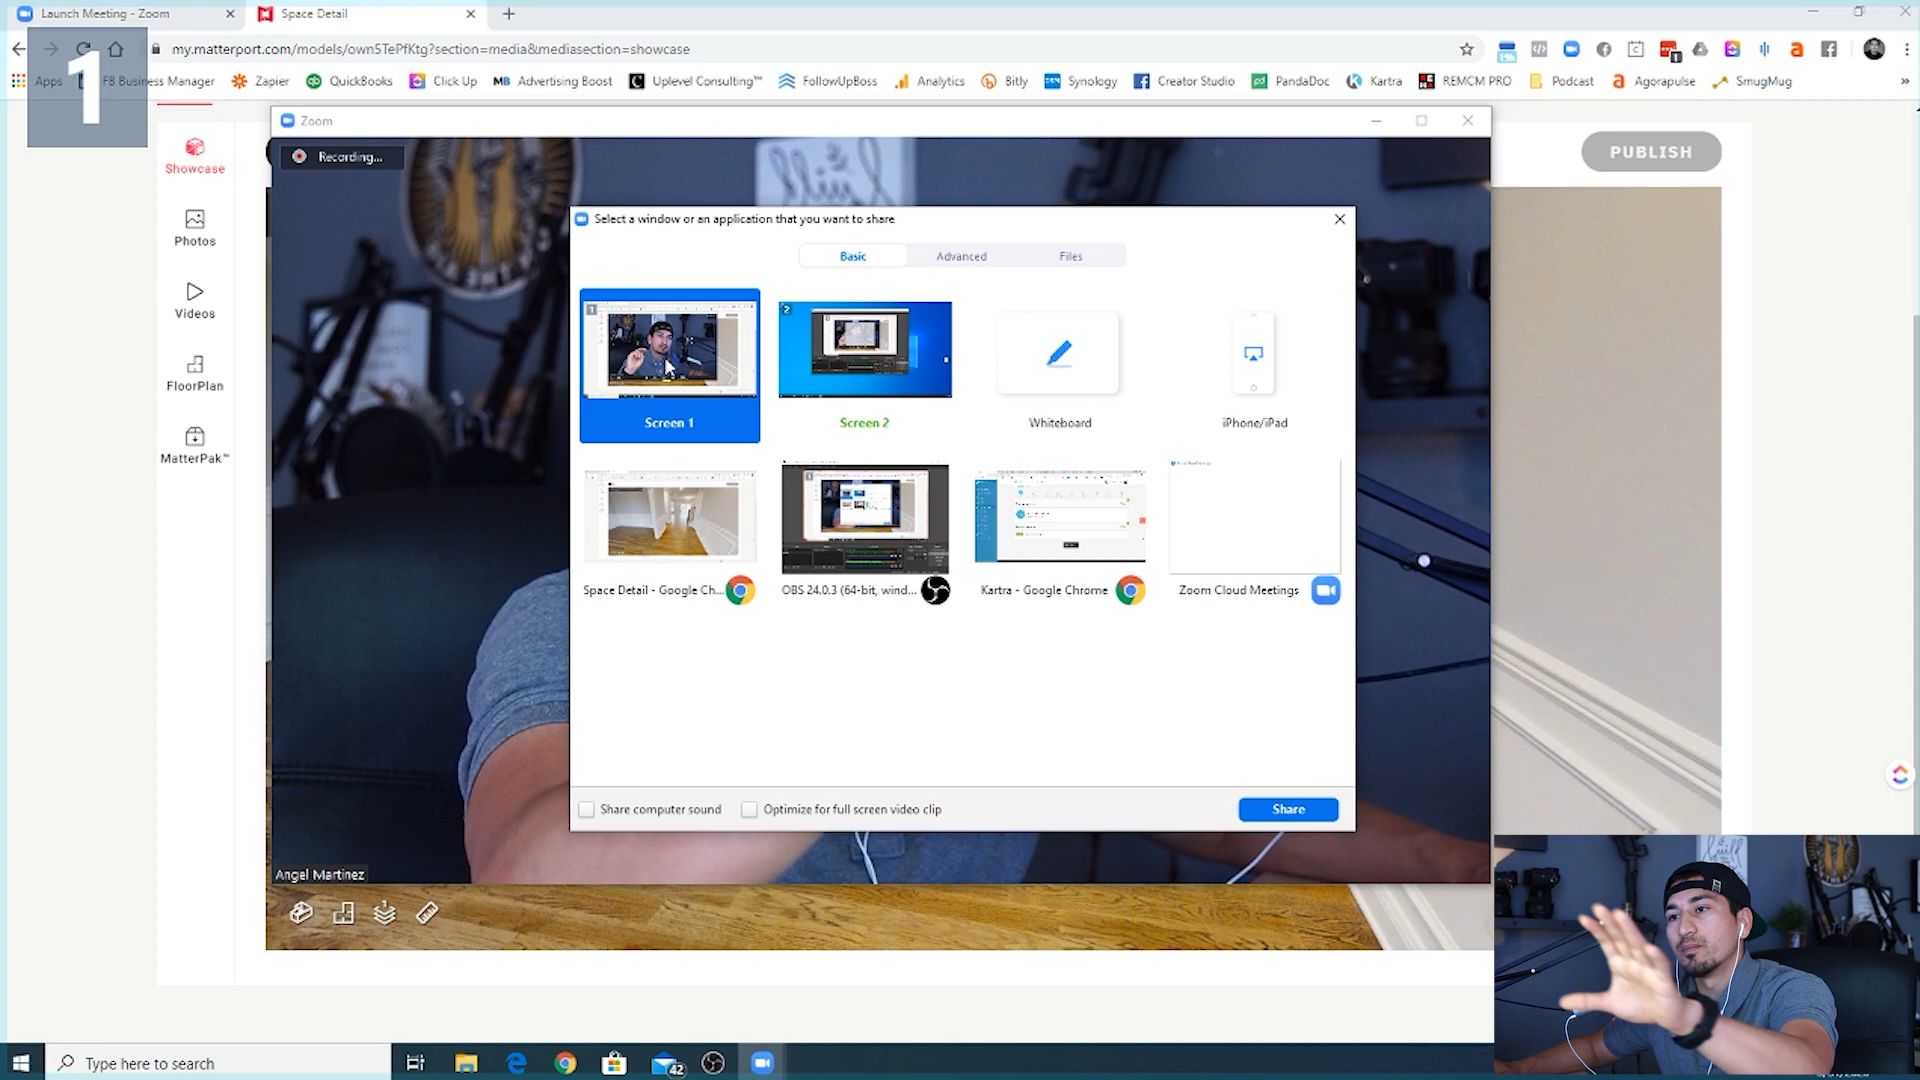 Launch Meeting - Zoom
Space Detail
my.matterport.com/models/own5TePfKtg?section=media&mediasection=showcase
1
Apps
FB Business Manager
Zapier
QuickBooks
Click Up
MB Advertising Boost
Uplevel Consulting™
FollowUpBoss
Analytics
Bitly
Synology
Creator Studio
PandaDoc
Kartra
REMCM PRO
Podcast
Agorapulse
SmugMug
»
Zoom
Recording...
Showcase
Photos
Videos
FloorPlan
MatterPak™
PUBLISH
Select a window or an application that you want to share
Basic
Advanced
Files
1
2
Screen 1
Screen 2
Whiteboard
iPhone/iPad
Space Detail - Google Ch...
OBS 24.0.3 (64-bit, wind...
Kartra - Google Chrome
Zoom Cloud Meetings
Share computer sound
Optimize for full screen video clip
Share
Angel Martinez
Type here to search
42